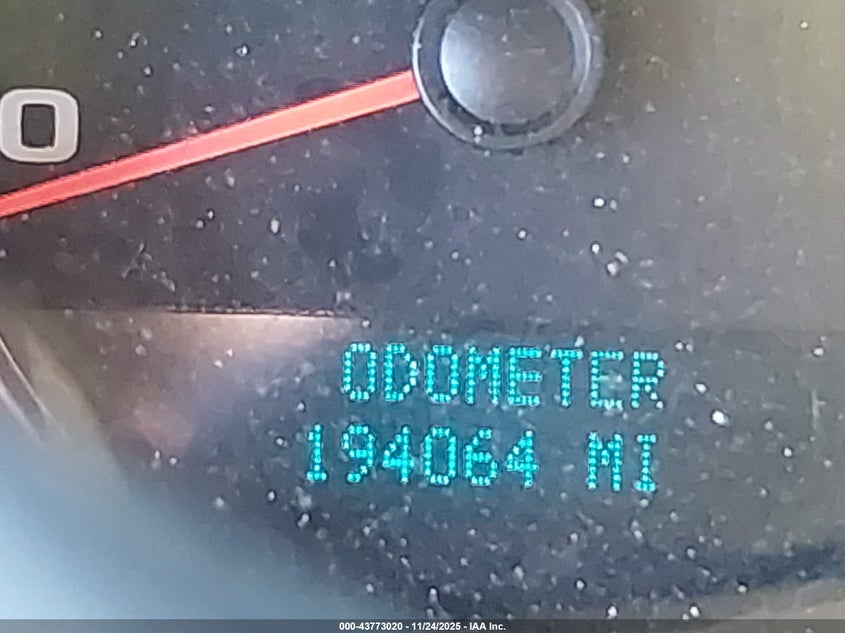 0
ODOMETER
194064 MI
000-43773020 - 11/24/2025 - IAA Inc.